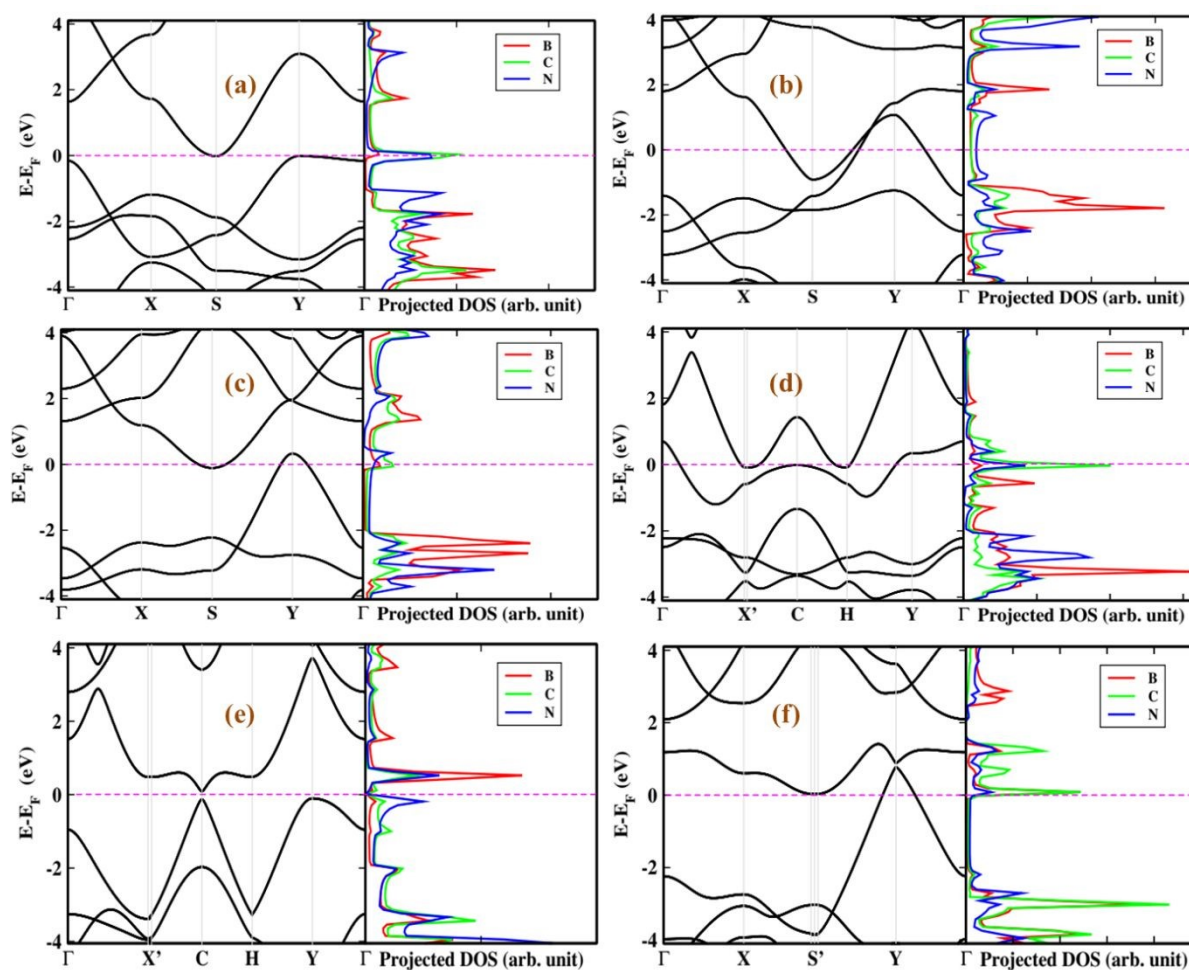 4
2
0
-2
-4
E-E_F (eV)
(a)
B
C
N
Γ X S Y Γ Projected DOS (arb. unit)
4
2
0
-2
-4
E-E_F (eV)
(b)
B
C
N
Γ X S Y Γ Projected DOS (arb. unit)
4
2
0
-2
-4
E-E_F (eV)
(c)
B
C
N
Γ X S Y Γ Projected DOS (arb. unit)
4
2
0
-2
-4
E-E_F (eV)
(d)
B
C
N
Γ X' C H Y Γ Projected DOS (arb. unit)
4
2
0
-2
-4
E-E_F (eV)
(e)
B
C
N
Γ X' C H Y Γ Projected DOS (arb. unit)
4
2
0
-2
-4
E-E_F (eV)
(f)
B
C
N
Γ X S' Y Γ Projected DOS (arb. unit)